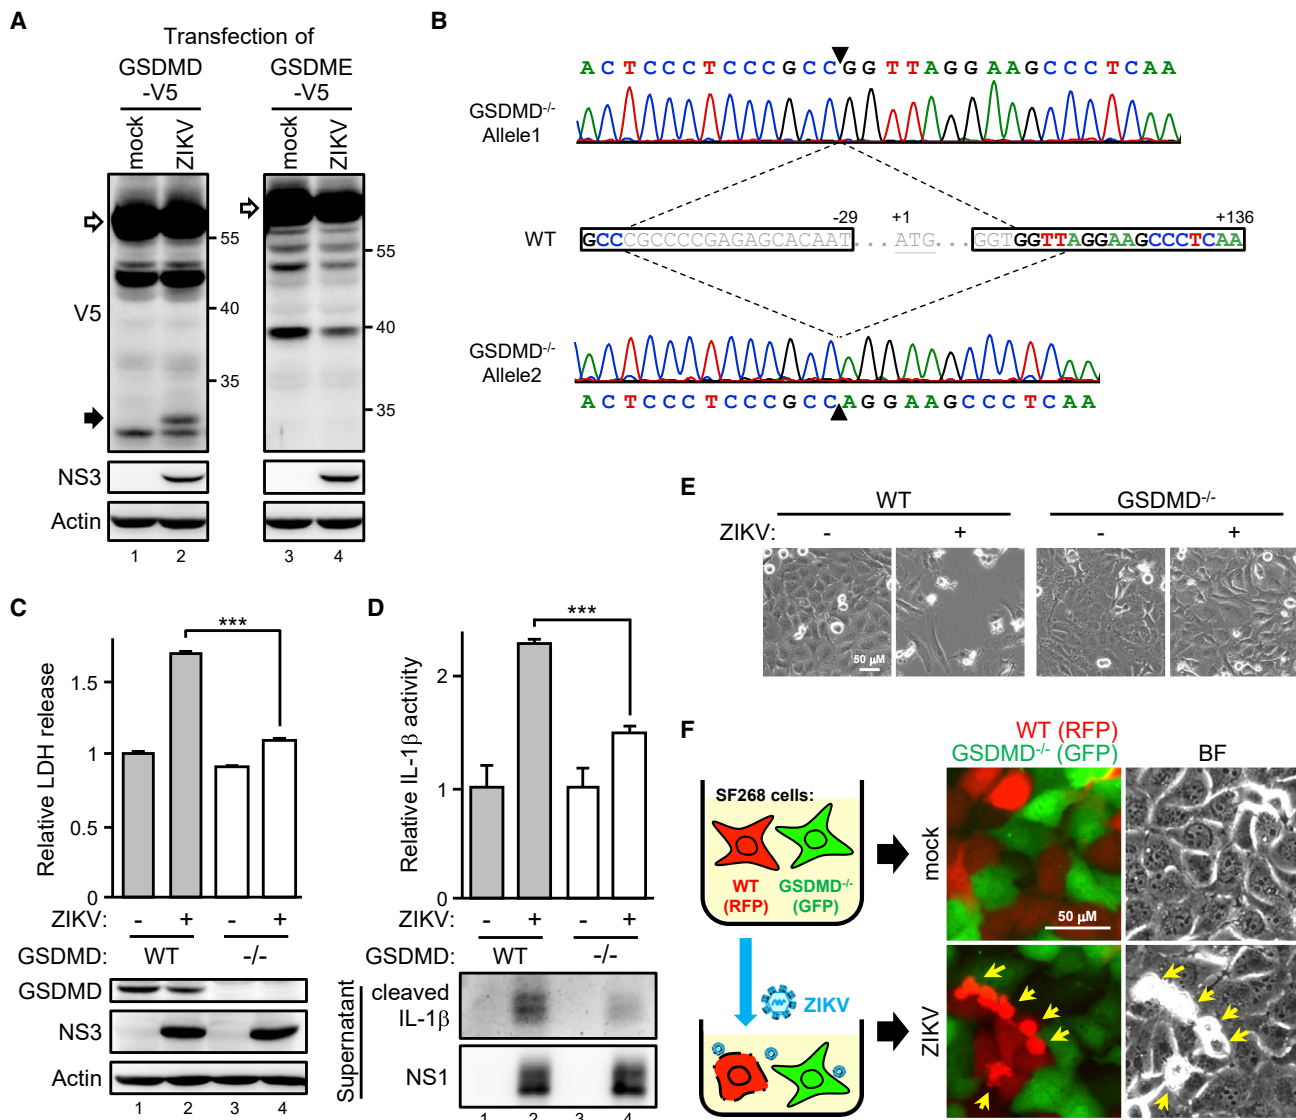 A
Transfection of
GSDMD
-V5
GSDME
-V5
mock
ZIKV
mock
ZIKV
V5
55
40
35
55
40
35
NS3
Actin
1 2 3 4
B
ACTCCCTCCCGCCGGTTAGGAAGCCCTCAA
GSDMD-/-
Allele1
-29
+1
+136
WT
GCCCGCCCCGAGAGCACAAT...ATG...GGTGGTTAGGAAGCCCTCAA
GSDMD-/-
Allele2
ACTCCCTCCCGCCAGGAAGCCCTCAA
C
***
Relative LDH release
1.5
1
0.5
0
ZIKV: - + - +
GSDMD: WT -/-
GSDMD
NS3
Actin
1 2 3 4
D
***
Relative IL-1β activity
2
1
0
ZIKV: - + - +
GSDMD: WT -/-
Supernatant
cleaved
IL-1β
NS1
1 2 3 4
E
WT GSDMD-/-
ZIKV: - + - +
50 µM
F
WT (RFP)
GSDMD-/- (GFP)
BF
SF268 cells:
WT
(RFP)
GSDMD-/-
(GFP)
mock
50 µM
ZIKV
ZIKV